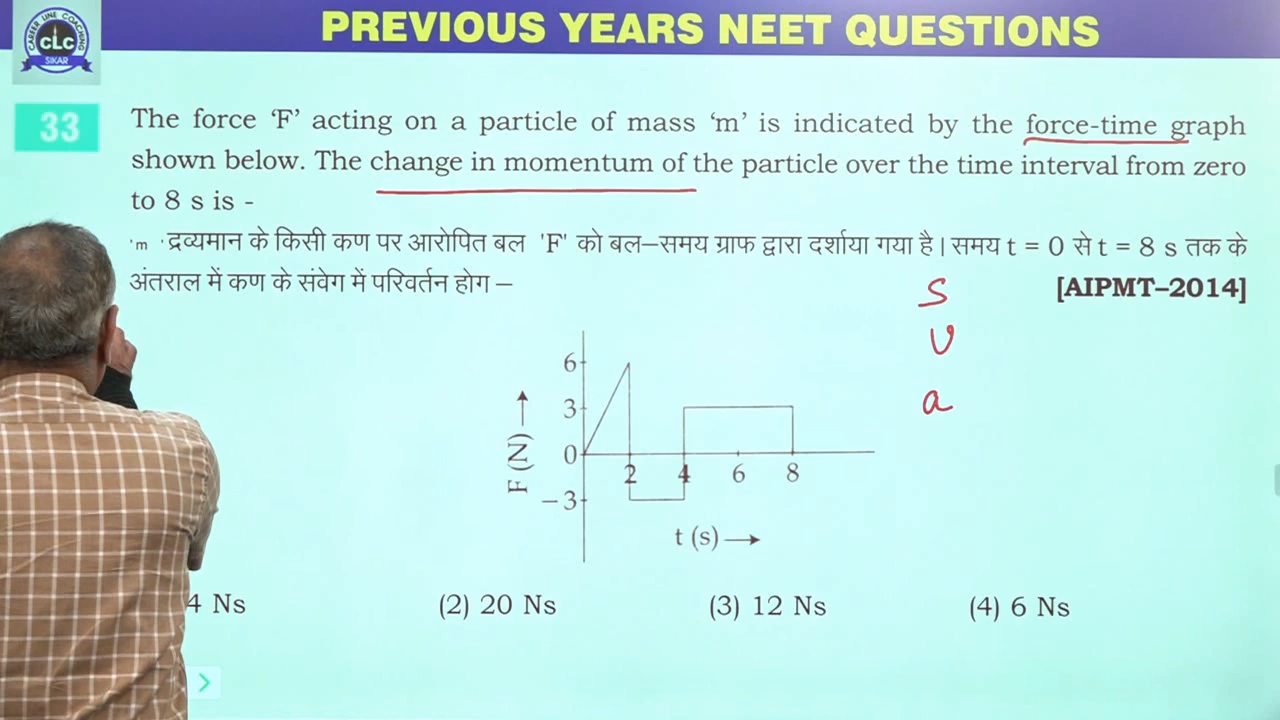 PREVIOUS YEARS NEET QUESTIONS
CAREER LINE COACHING
CLC
SIKAR
33
The force ‘F’ acting on a particle of mass ‘m’ is indicated by the force-time graph
shown below. The change in momentum of the particle over the time interval from zero
to 8 s is -
'm ' द्रव्यमान के किसी कण पर आरोपित बल 'F' को बल–समय ग्राफ द्वारा दर्शाया गया है | समय t = 0 से t = 8 s तक के
अंतराल में कण के संवेग में परिवर्तन होग –
[AIPMT–2014]
S
v
a
6
3
0
–3
F (N)
2 4 6 8
t (s)
4 Ns (2) 20 Ns (3) 12 Ns (4) 6 Ns